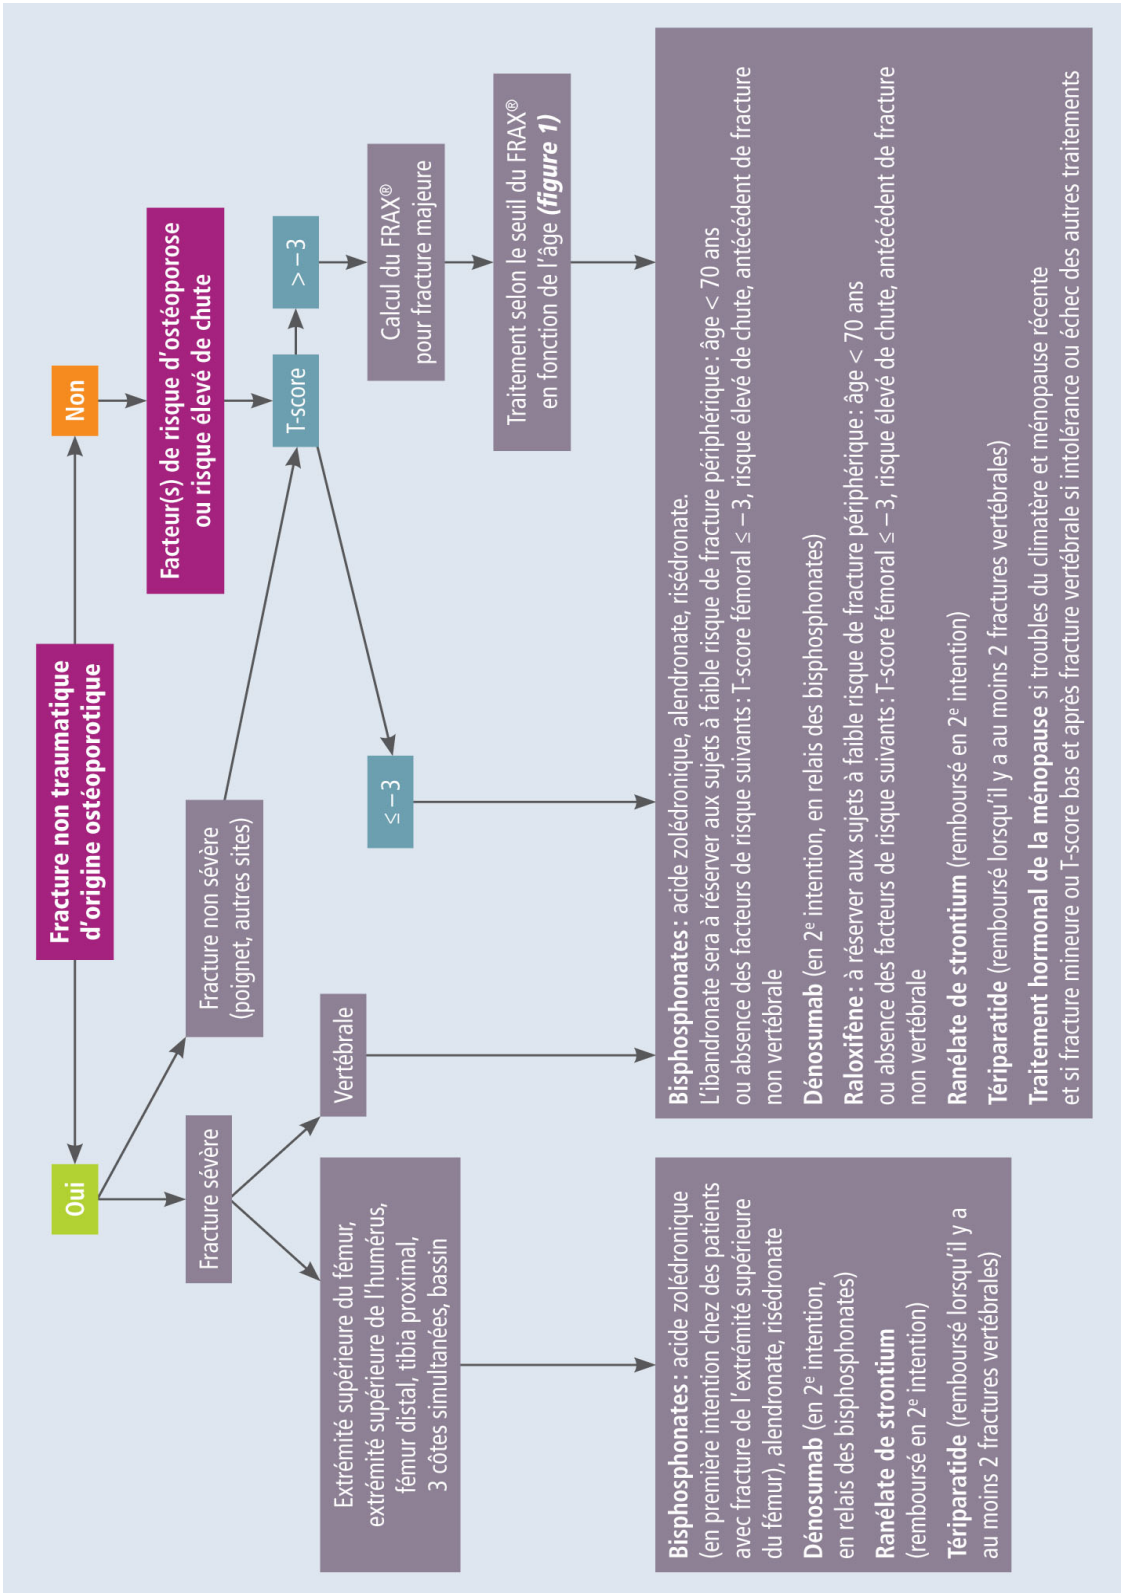 Fracture non traumatique
d'origine ostéoporotique
Oui
Non
Fracture sévère
Fracture non sévère
(poignet, autres sites)
Facteur(s) de risque d'ostéoporose
ou risque élevé de chute
Extrémité supérieure du fémur,
extrémité supérieure de l'humérus,
fémur distal, tibia proximal,
3 côtes simultanées, bassin
Vertébrale
T-score
≤ – 3
> – 3
Calcul du FRAX®
pour fracture majeure
Traitement selon le seuil du FRAX®
en fonction de l'âge (figure 1)
Bisphosphonates : acide zolédronique
(en première intention chez des patients
avec fracture de l'extrémité supérieure
du fémur), alendronate, risédronate
Dénosumab (en 2e intention,
en relais des bisphosphonates)
Ranélate de strontium
(remboursé en 2e intention)
Tériparatide (remboursé lorsqu'il y a
au moins 2 fractures vertébrales)
Bisphosphonates : acide zolédronique, alendronate, risédronate.
L'ibandronate sera à réserver aux sujets à faible risque de fracture périphérique : âge < 70 ans
ou absence des facteurs de risque suivants : T-score fémoral ≤ – 3, risque élevé de chute, antécédent de fracture
non vertébrale
Dénosumab (en 2e intention, en relais des bisphosphonates)
Raloxifène : à réserver aux sujets à faible risque de fracture périphérique : âge < 70 ans
ou absence des facteurs de risque suivants : T-score fémoral ≤ – 3, risque élevé de chute, antécédent de fracture
non vertébrale
Ranélate de strontium (remboursé en 2e intention)
Tériparatide (remboursé lorsqu'il y a au moins 2 fractures vertébrales)
Traitement hormonal de la ménopause si troubles du climatère et ménopause récente
et si fracture mineure ou T-score bas et après fracture vertébrale si intolérance ou échec des autres traitements